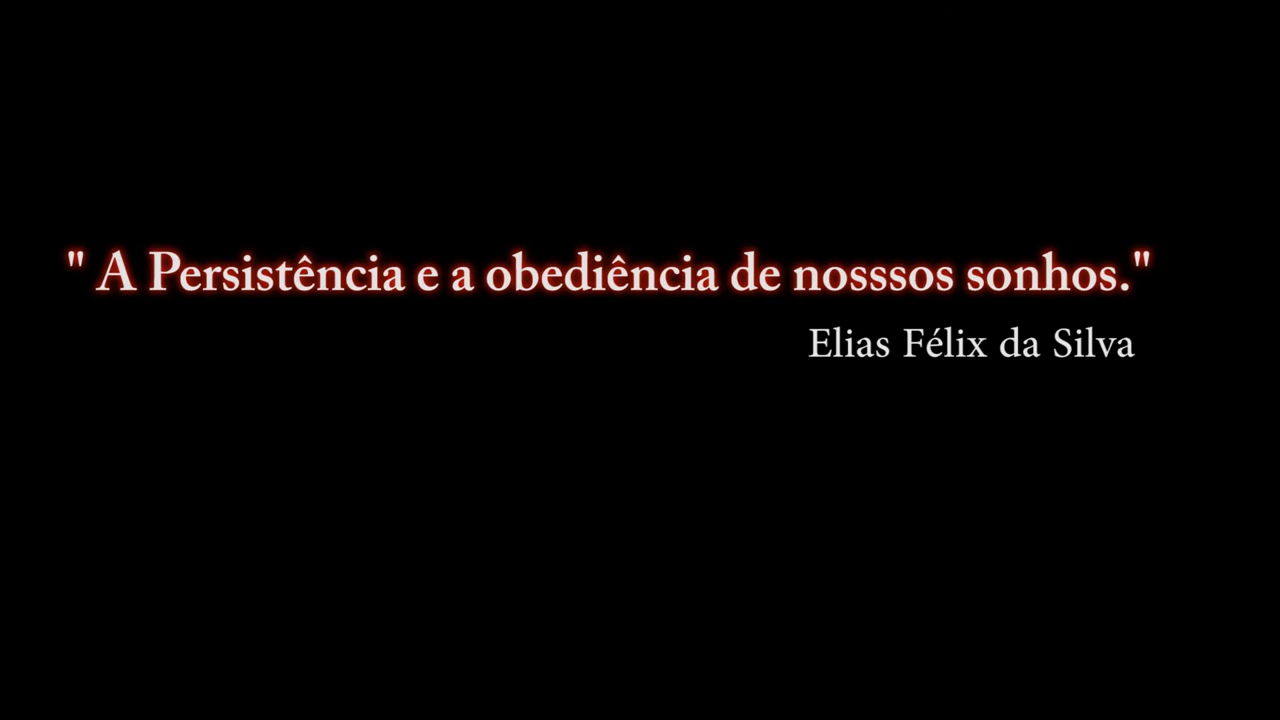 " A Persistência e a obediência de nosssos sonhos."
Elias Félix da Silva